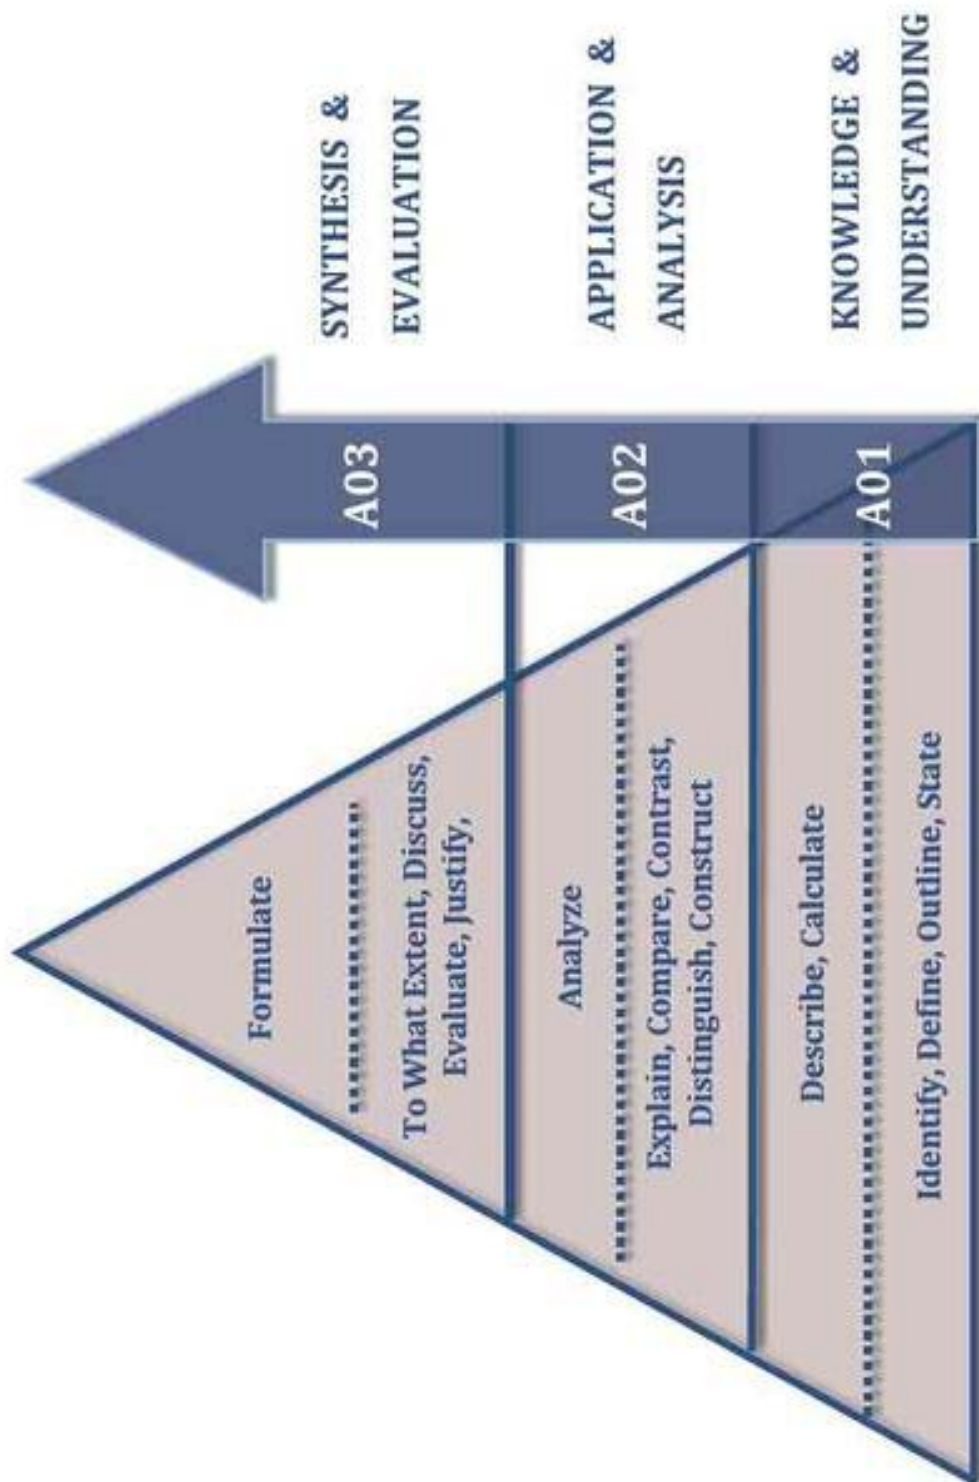 Formulate
To What Extent, Discuss,
Evaluate, Justify,
A03
SYNTHESIS &
EVALUATION
Analyze
Explain, Compare, Contrast,
Distinguish, Construct
A02
APPLICATION &
ANALYSIS
Describe, Calculate
Identify, Define, Outline, State
A01
KNOWLEDGE &
UNDERSTANDING